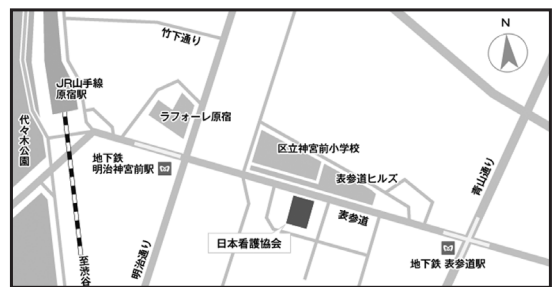 N
竹下通り
JR山手線
原宿駅
ラフォーレ原宿
代々木公園
区立神宮前小学校
地下鉄
明治神宮前駅
表参道ヒルズ
青山通り
表参道
日本看護協会
明治通り
至渋谷
地下鉄 表参道駅